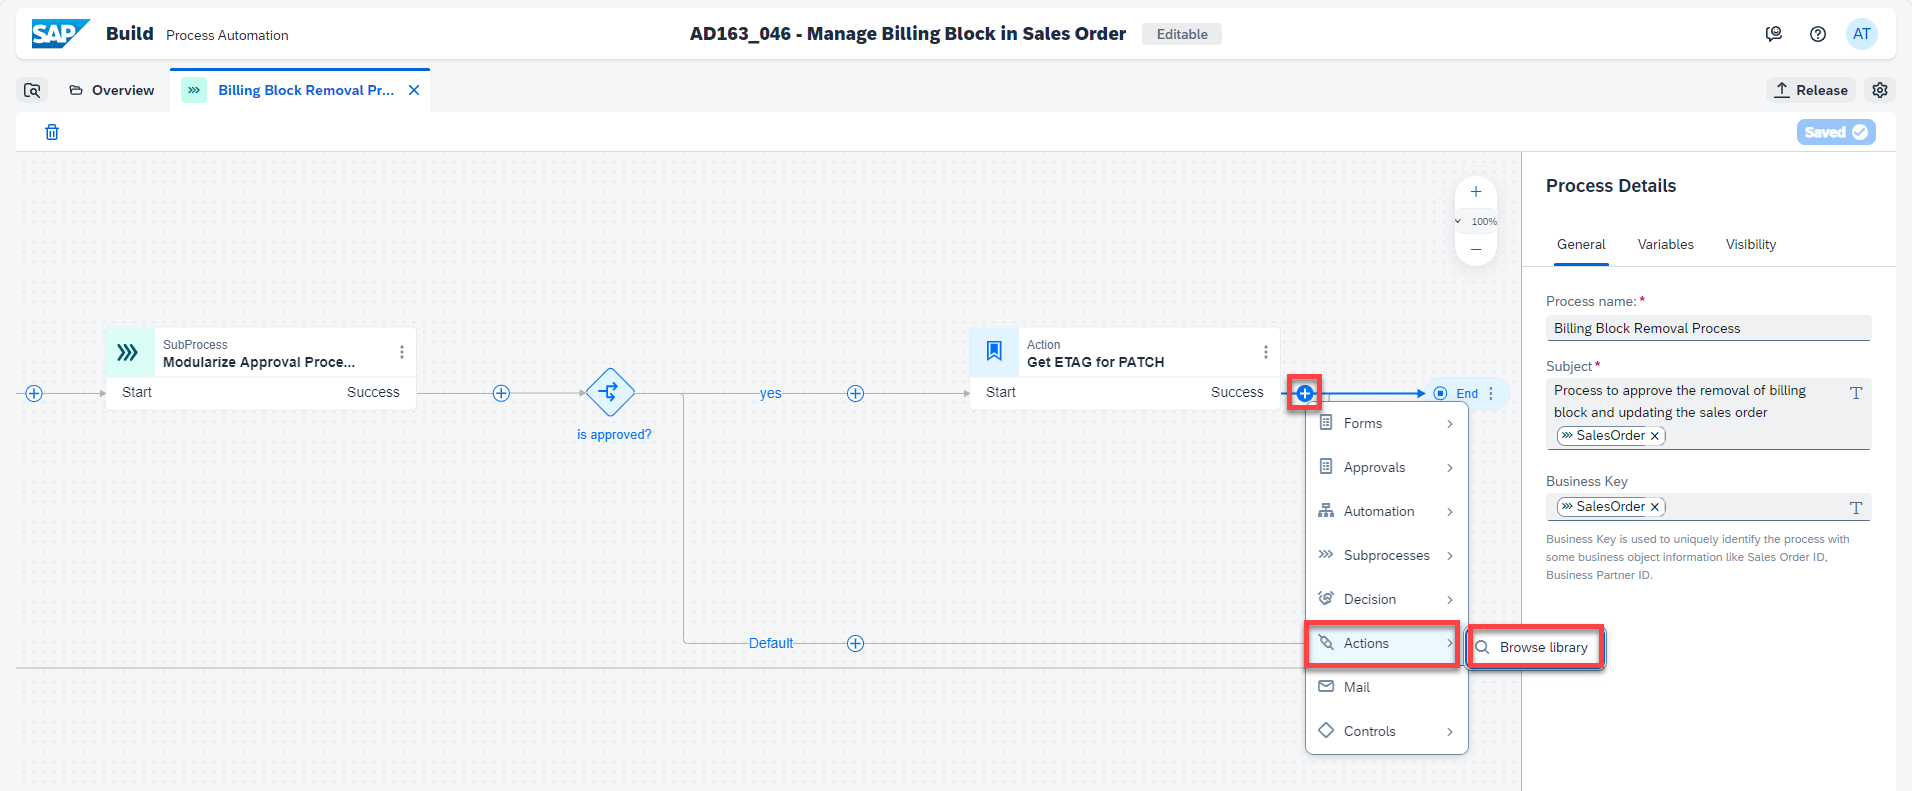 SAP
Build Process Automation
AD163_046 - Manage Billing Block in Sales Order
Editable
AT
Overview
Billing Block Removal Pr...
Release
Saved
100%
SubProcess
Modularize Approval Proce...
Start
Success
is approved?
yes
Default
Action
Get ETAG for PATCH
Start
Success
End
Forms
Approvals
Automation
Subprocesses
Decision
Actions
Browse library
Mail
Controls
Process Details
General
Variables
Visibility
Process name:*
Billing Block Removal Process
Subject*
Process to approve the removal of billing
block and updating the sales order
SalesOrder
Business Key
SalesOrder
Business Key is used to uniquely identify the process with
some business object information like Sales Order ID,
Business Partner ID.